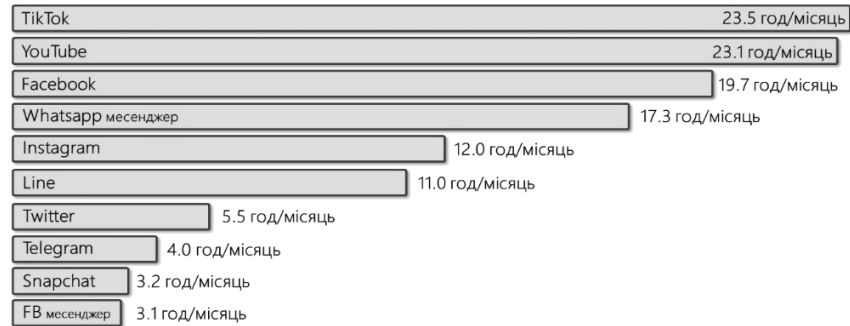 TikTok 23.5 год/місяць
YouTube 23.1 год/місяць
Facebook 19.7 год/місяць
Whatsapp месенджер 17.3 год/місяць
Instagram 12.0 год/місяць
Line 11.0 год/місяць
Twitter 5.5 год/місяць
Telegram 4.0 год/місяць
Snapchat 3.2 год/місяць
FB месенджер 3.1 год/місяць